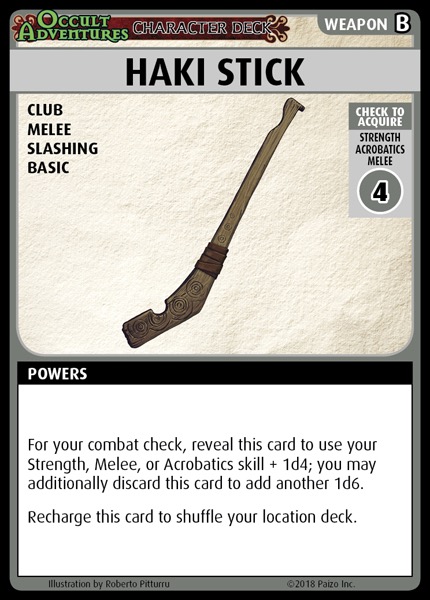 OCCULT ADVENTURES CHARACTER DECK
WEAPON B
HAKI STICK
CLUB
MELEE
SLASHING
BASIC
CHECK TO
ACQUIRE
STRENGTH
ACROBATICS
MELEE
4
POWERS
For your combat check, reveal this card to use your
Strength, Melee, or Acrobatics skill + 1d4; you may
additionally discard this card to add another 1d6.
Recharge this card to shuffle your location deck.
Illustration by Roberto Pitturru
©2018 Paizo Inc.